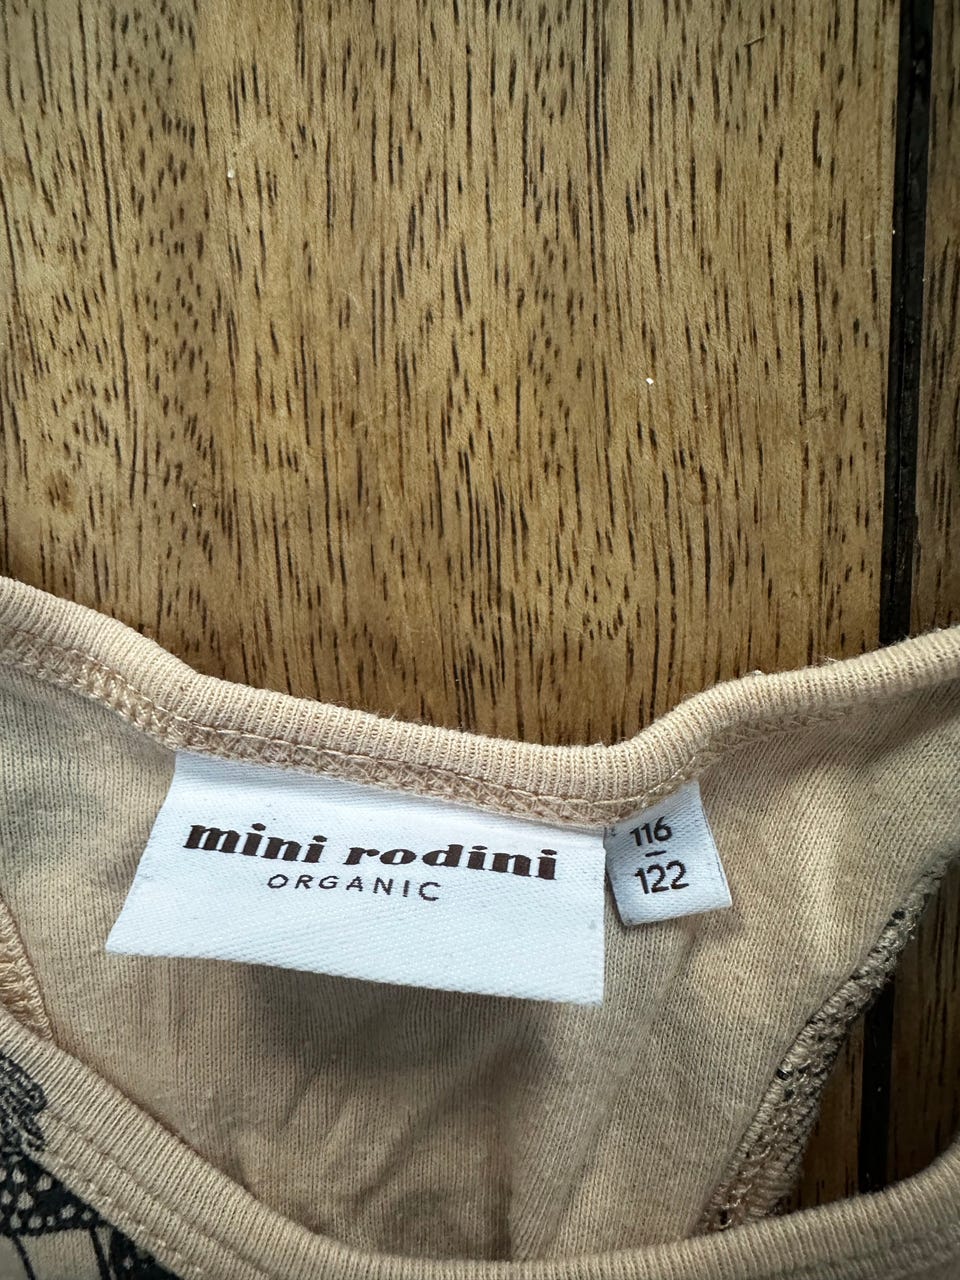 mini rodini
ORGANIC
116
–
122